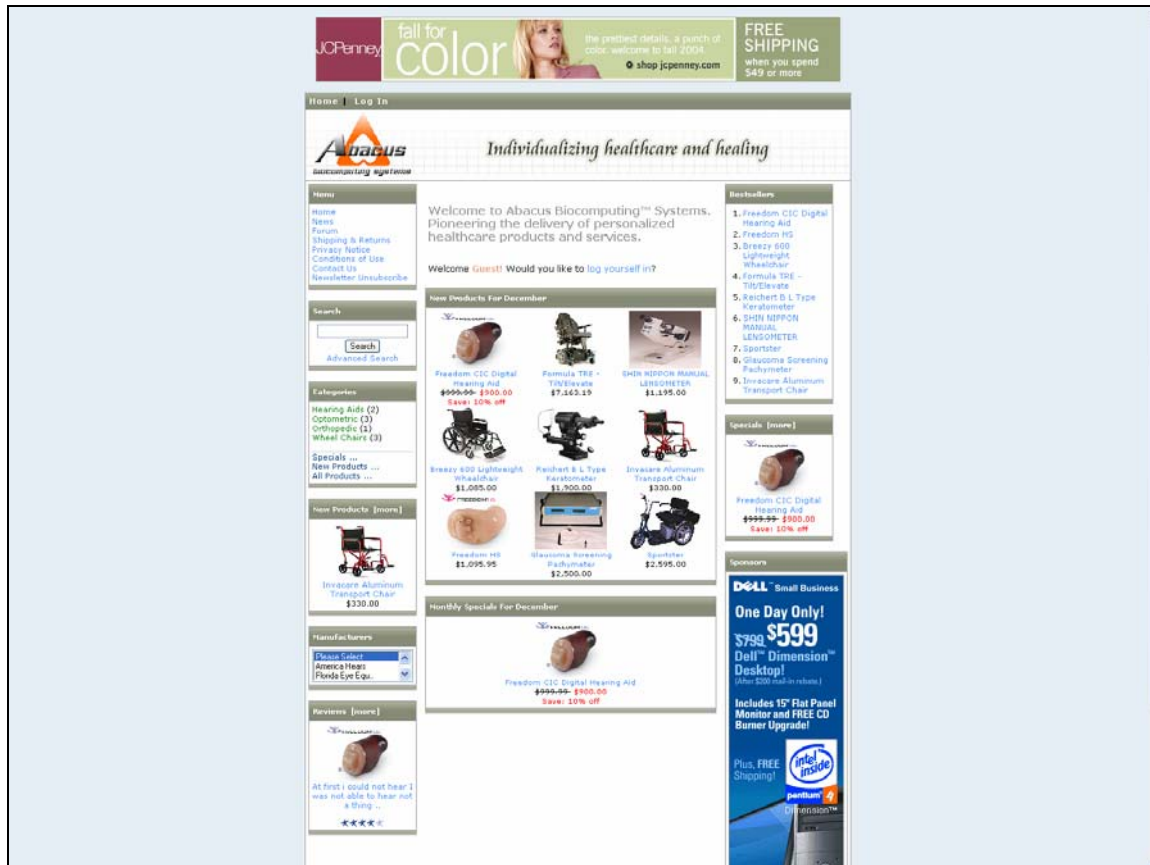 JCPenney
fall for
color
the prettiest details, a punch of
color. welcome to fall 2004.
shop jcpenney.com
FREE
SHIPPING
when you spend
$49 or more
Home | Log In
Abacus
biocomputing systems
Individualizing healthcare and healing
Menu
Home
News
Forum
Shipping & Returns
Privacy Notice
Conditions of Use
Contact Us
Newsletter Unsubscribe
Search
Search
Advanced Search
Categories
Hearing Aids (2)
Optometric (3)
Orthopedic (1)
Wheel Chairs (3)
Specials ...
New Products ...
All Products ...
New Products [more]
Invacare Aluminum
Transport Chair
$330.00
Manufacturers
Please Select
America Hears
Florida Eye Equ..
Reviews [more]
At first i could not hear I
was not able to hear not
a thing ..
Welcome to Abacus Biocomputing™ Systems.
Pioneering the delivery of personalized
healthcare products and services.
Welcome Guest! Would you like to log yourself in?
New Products For December
Freedom CIC Digital
Hearing Aid
$999.99 $900.00
Save: 10% off
Formula TRE -
Tilt/Elevate
$7,163.19
SHIN NIPPON MANUAL
LENSOMETER
$1,195.00
Breezy 600 Lightweight
Wheelchair
$1,085.00
Reichert B L Type
Keratometer
$1,900.00
Invacare Aluminum
Transport Chair
$330.00
Freedom HS
$1,095.95
Glaucoma Screening
Pachymeter
$2,500.00
Sportster
$2,595.00
Monthly Specials For December
Freedom CIC Digital Hearing Aid
$999.99 $900.00
Save: 10% off
Bestsellers
1. Freedom CIC Digital
Hearing Aid
2. Freedom HS
3. Breezy 600
Lightweight
Wheelchair
4. Formula TRE -
Tilt/Elevate
5. Reichert B L Type
Keratometer
6. SHIN NIPPON
MANUAL
LENSOMETER
7. Sportster
8. Glaucoma Screening
Pachymeter
9. Invacare Aluminum
Transport Chair
Specials [more]
Freedom CIC Digital
Hearing Aid
$999.99 $900.00
Save: 10% off
Sponsors
DELL™ Small Business
One Day Only!
$799 $599
Dell™ Dimension™
Desktop!
(After $200 mail-in rebate.)
Includes 15" Flat Panel
Monitor and FREE CD
Burner Upgrade!
Plus, FREE
Shipping!
intel
inside
pentium 4
Dimension™